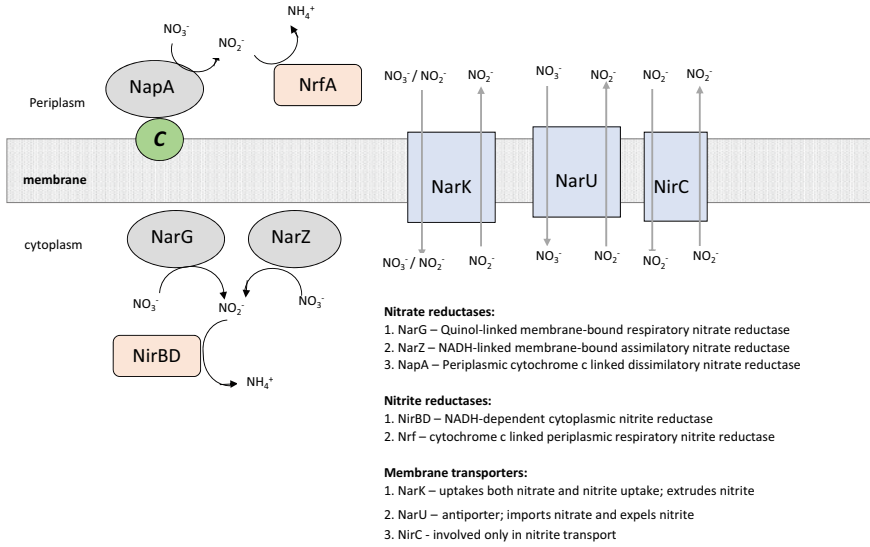 NH₄⁺
NO₃⁻
NO₂⁻
NapA
NrfA
Periplasm
C
membrane
cytoplasm
NO₃⁻ / NO₂⁻
NO₂⁻
NO₃⁻
NO₂⁻
NO₂⁻
NO₂⁻
NarK
NarU
NirC
NO₃⁻ / NO₂⁻
NO₂⁻
NO₃⁻
NO₂⁻
NO₂⁻
NO₂⁻
NarG
NarZ
NO₃⁻
NO₂⁻
NO₃⁻
NirBD
NH₄⁺
Nitrate reductases:
1. NarG – Quinol-linked membrane-bound respiratory nitrate reductase
2. NarZ – NADH-linked membrane-bound assimilatory nitrate reductase
3. NapA – Periplasmic cytochrome c linked dissimilatory nitrate reductase
Nitrite reductases:
1. NirBD – NADH-dependent cytoplasmic nitrite reductase
2. Nrf – cytochrome c linked periplasmic respiratory nitrite reductase
Membrane transporters:
1. NarK – uptakes both nitrate and nitrite uptake; extrudes nitrite
2. NarU – antiporter; imports nitrate and expels nitrite
3. NirC - involved only in nitrite transport